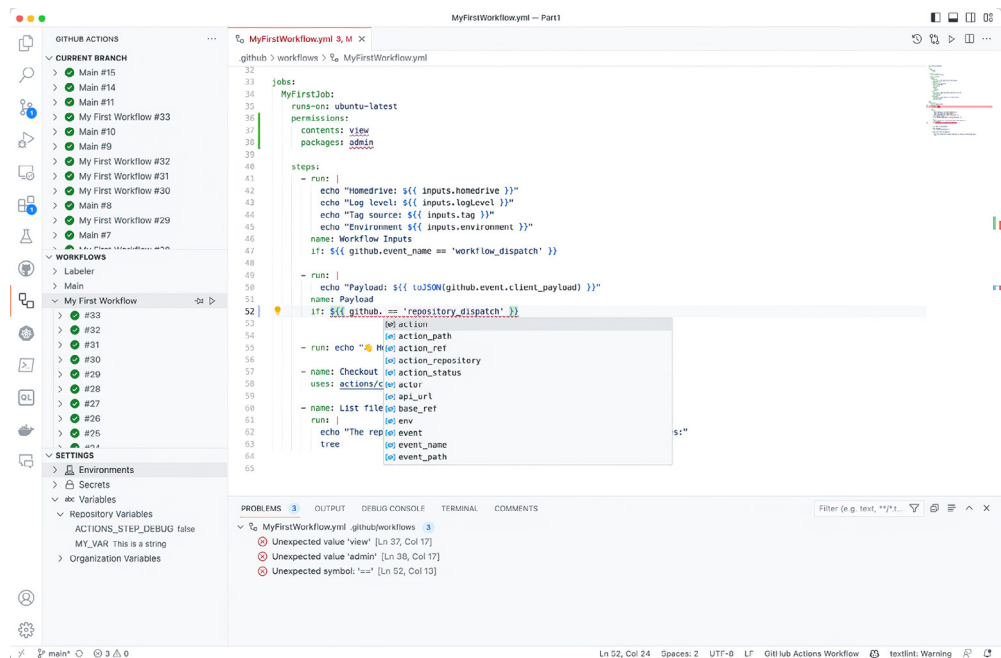 MyFirstWorkflow.yml — Part1
GITHUB ACTIONS
CURRENT BRANCH
Main #15
Main #14
Main #11
My First Workflow #33
Main #10
Main #9
My First Workflow #32
My First Workflow #31
My First Workflow #30
Main #8
My First Workflow #29
Main #7
My First Workflow #28
WORKFLOWS
Labeler
Main
My First Workflow
#33
#32
#31
#30
#29
#28
#27
#26
#25
#24
SETTINGS
Environments
Secrets
abc Variables
Repository Variables
ACTIONS_STEP_DEBUG false
MY_VAR This is a string
Organization Variables
MyFirstWorkflow.yml 3, M
.github > workflows > MyFirstWorkflow.yml
32
33 jobs:
34 MyFirstJob:
35 runs-on: ubuntu-latest
36 permissions:
37 contents: view
38 packages: admin
39
40 steps:
41 - run: |
42 echo "Homedrive: ${{ inputs.homedrive }}"
43 echo "Log level: ${{ inputs.logLevel }}"
44 echo "Tag source: ${{ inputs.tag }}"
45 echo "Environment ${{ inputs.environment }}"
46 name: Workflow Inputs
47 if: ${{ github.event_name == 'workflow_dispatch' }}
48
49 - run: |
50 echo "Payload: ${{ toJSON(github.event.client_payload) }}"
51 name: Payload
52 if: ${{ github. == 'repository_dispatch' }}
53
54
55 - run: echo "👋 H
56
57 - name: Checkout
58 uses: actions/c
59
60 - name: List file
61 run: |
62 echo "The rep s:"
63 tree
64
65
action
action_path
action_ref
action_repository
action_status
actor
api_url
base_ref
env
event
event_name
event_path
PROBLEMS 3 OUTPUT DEBUG CONSOLE TERMINAL COMMENTS
Filter (e.g. text, **/*.t...
MyFirstWorkflow.yml .github/workflows 3
Unexpected value 'view' [Ln 37, Col 17]
Unexpected value 'admin' [Ln 38, Col 17]
Unexpected symbol: '==' [Ln 52, Col 13]
1
1
QL
main* 3 0
Ln 52, Col 24 Spaces: 2 UTF-8 LF GitHub Actions Workflow textlint: Warning